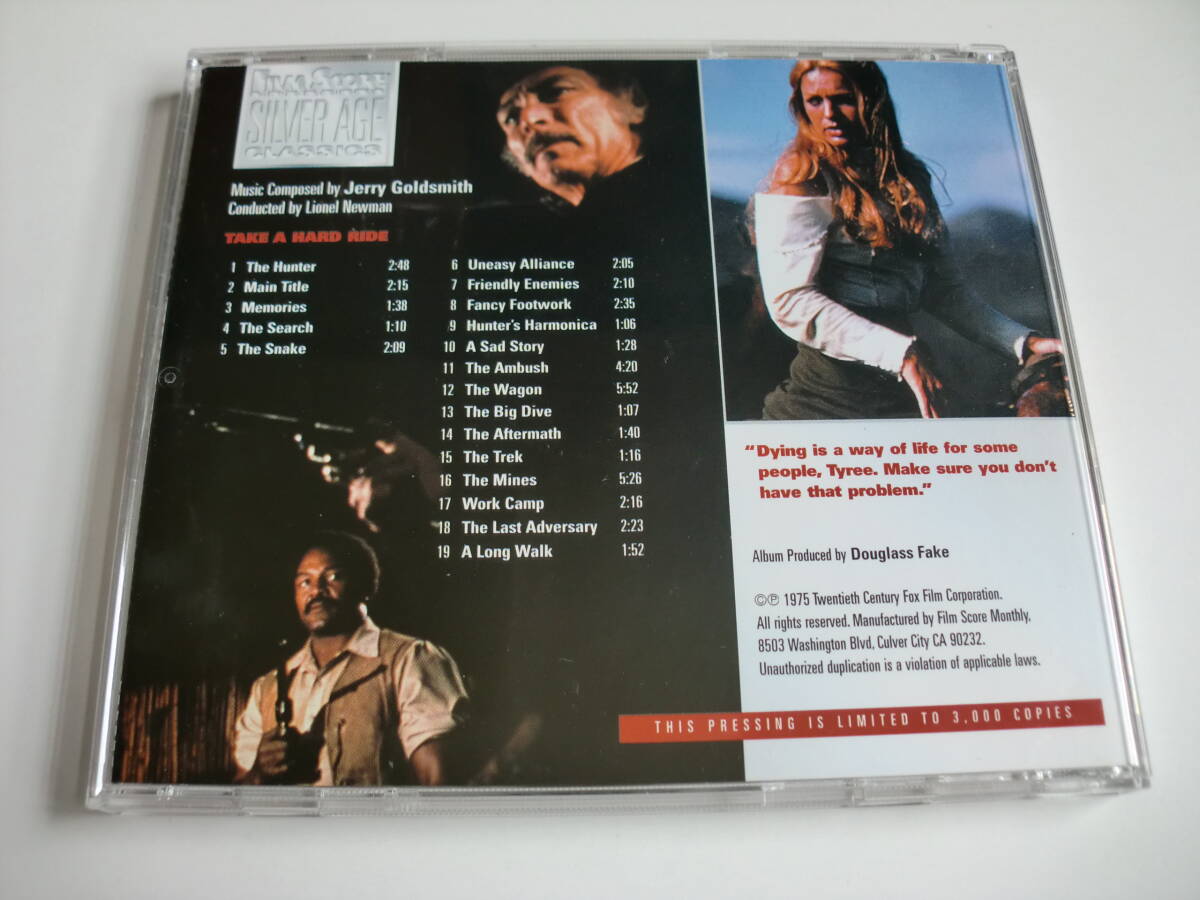 FILM SCORE
SILVER AGE
CLASSICS
Music Composed by Jerry Goldsmith
Conducted by Lionel Newman
TAKE A HARD RIDE
1 The Hunter 2:48
2 Main Title 2:15
3 Memories 1:38
4 The Search 1:10
5 The Snake 2:09
6 Uneasy Alliance 2:05
7 Friendly Enemies 2:10
8 Fancy Footwork 2:35
9 Hunter's Harmonica 1:06
10 A Sad Story 1:28
11 The Ambush 4:20
12 The Wagon 5:52
13 The Big Dive 1:07
14 The Aftermath 1:40
15 The Trek 1:16
16 The Mines 5:26
17 Work Camp 2:16
18 The Last Adversary 2:23
19 A Long Walk 1:52
"Dying is a way of life for some
people, Tyree. Make sure you don't
have that problem."
Album Produced by Douglass Fake
©℗ 1975 Twentieth Century Fox Film Corporation.
All rights reserved. Manufactured by Film Score Monthly,
8503 Washington Blvd, Culver City CA 90232.
Unauthorized duplication is a violation of applicable laws.
THIS PRESSING IS LIMITED TO 3,000 COPIES